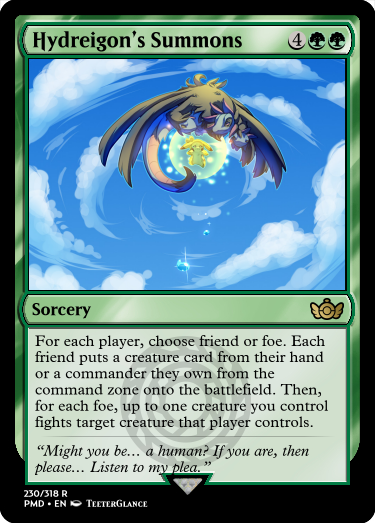 Hydreigon's Summons 4
Sorcery
For each player, choose friend or foe. Each
friend puts a creature card from their hand
or a commander they own from the
command zone onto the battlefield. Then,
for each foe, up to one creature you control
fights target creature that player controls.
“Might you be… a human? If you are, then
please… Listen to my plea.”
230/318 R
PMD • EN TeeterGlance